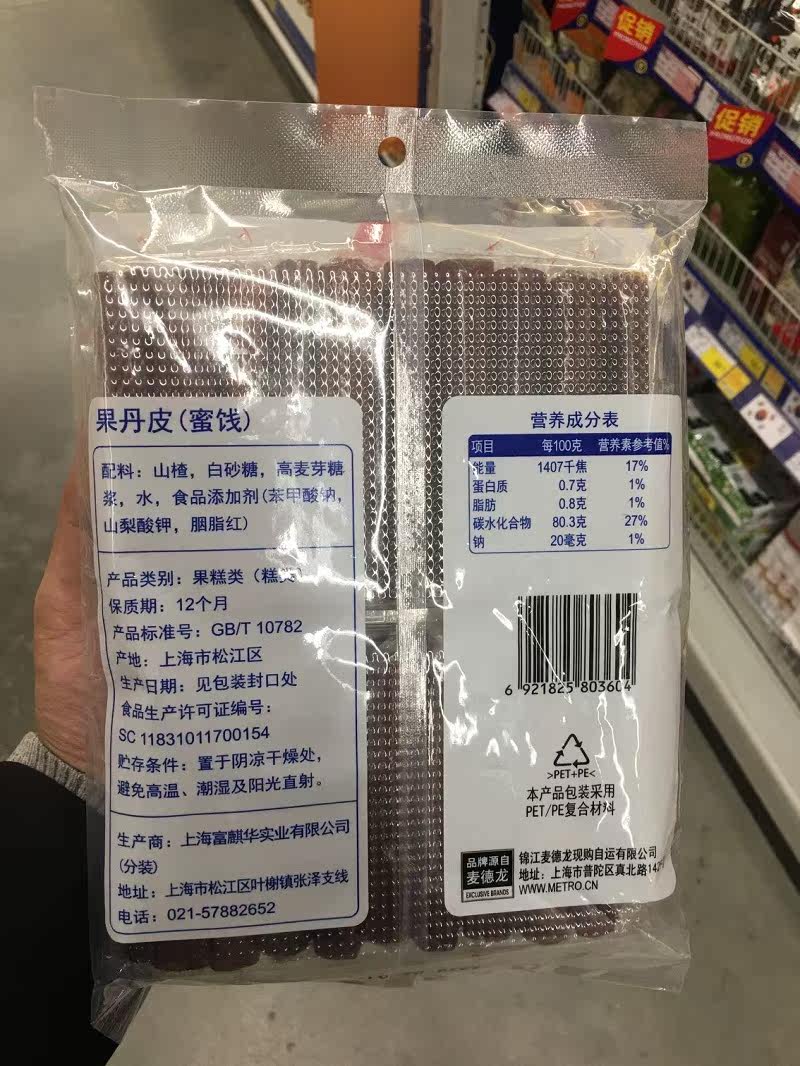 促销
促销
果丹皮(蜜饯)
配料：山楂，白砂糖，高麦芽糖
浆，水，食品添加剂(苯甲酸钠，
山梨酸钾，胭脂红)
产品类别：果糕类（糕类
保质期：12个月
产品标准号：GB/T 10782
产地：上海市松江区
生产日期：见包装封口处
食品生产许可证编号：
SC 11831011700154
贮存条件：置于阴凉干燥处，
避免高温、潮湿及阳光直射。
生产商：上海富麒华实业有限公司
(分装)
地址：上海市松江区叶榭镇张泽支线
电话：021-57882652
营养成分表
项目 每100克 营养素参考值%
能量 1407千焦 17%
蛋白质 0.7克 1%
脂肪 0.8克 1%
碳水化合物 80.3克 27%
钠 20毫克 1%
6 921825 803604
>PET+PE<
本产品包装采用
PET/PE复合材料
品牌源自
麦德龙
EXCLUSIVE BRANDS
锦江麦德龙现购自运有限公司
地址：上海市普陀区真北路14
WWW.METRO.CN